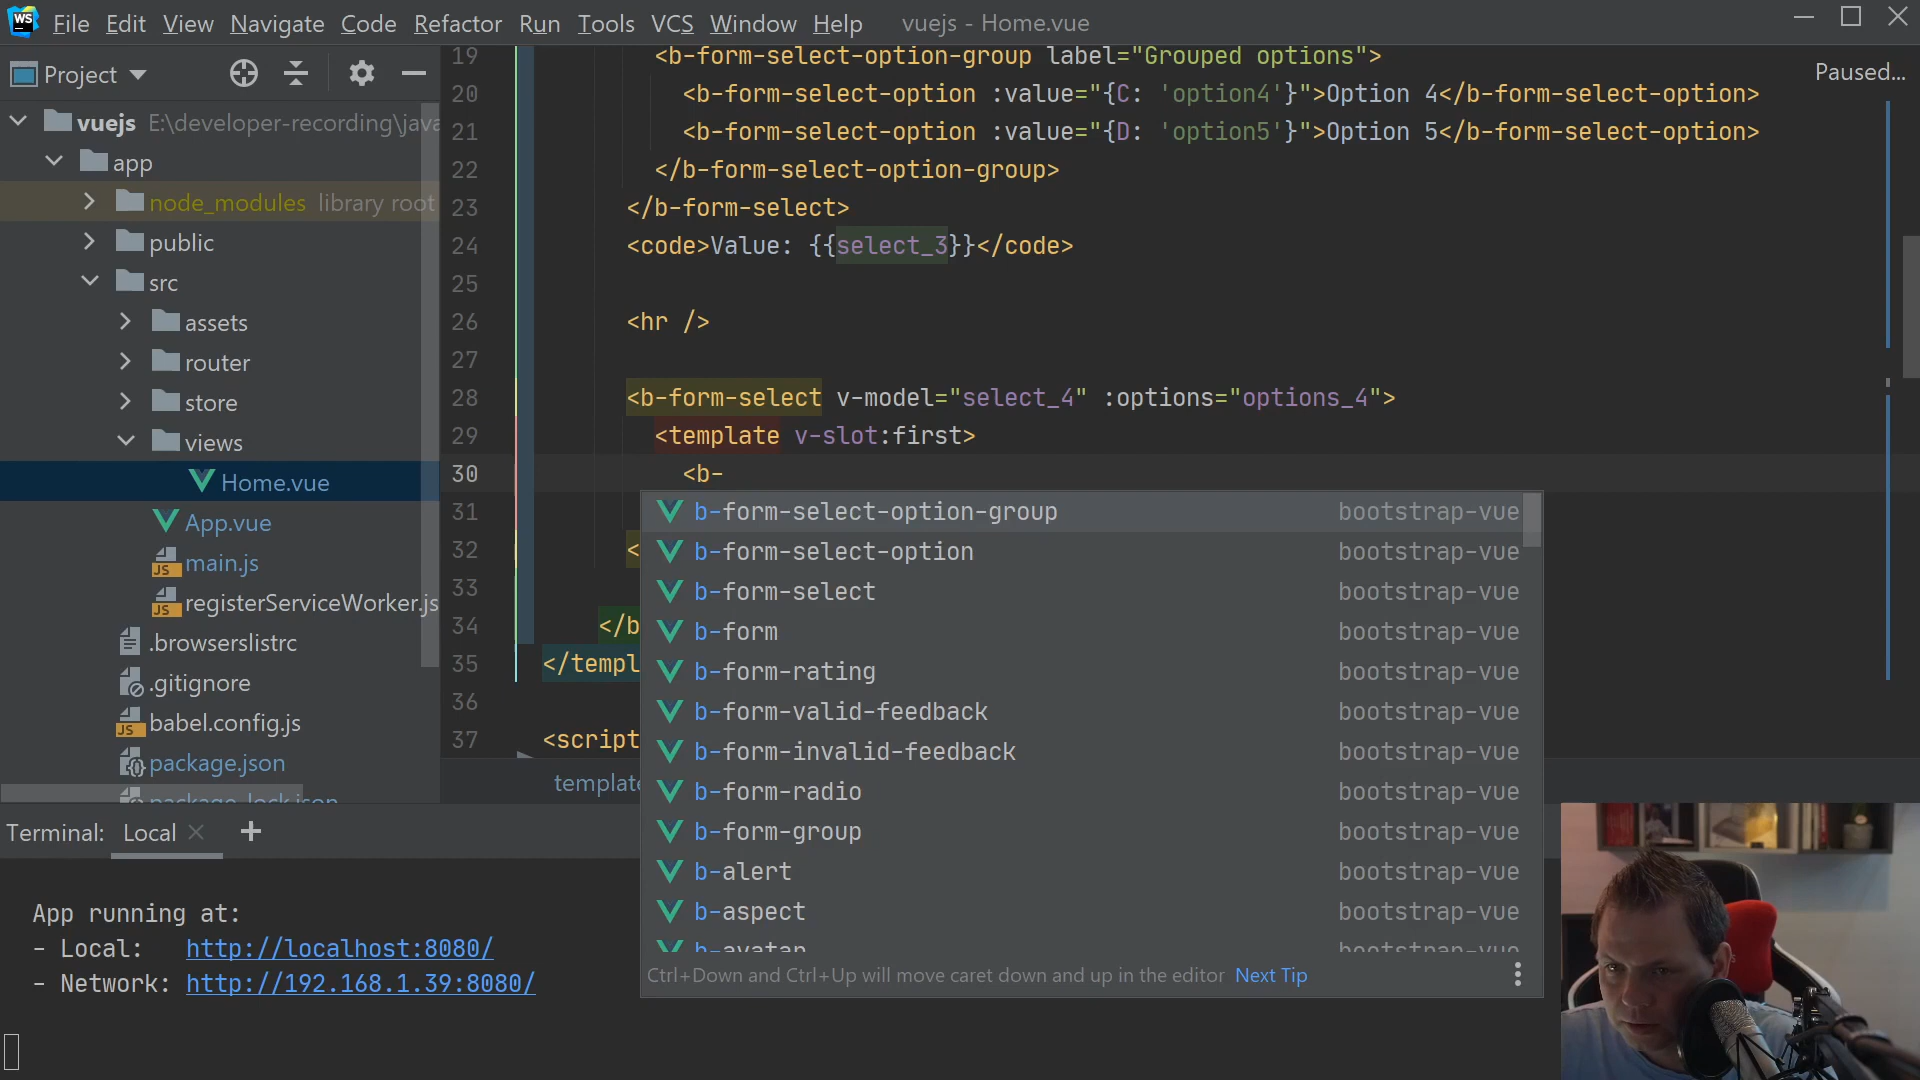 WS File Edit View Navigate Code Refactor Run Tools VCS Window Help vuejs - Home.vue
Project
Paused...
vuejs E:\developer-recording\java
app
node_modules library root
public
src
assets
router
store
views
Home.vue
App.vue
JS main.js
JS registerServiceWorker.js
.browserslistrc
.gitignore
JS babel.config.js
package.json
package-lock.json
19 <b-form-select-option-group label="Grouped options">
20 <b-form-select-option :value="{C: 'option4'}">Option 4</b-form-select-option>
21 <b-form-select-option :value="{D: 'option5'}">Option 5</b-form-select-option>
22 </b-form-select-option-group>
23 </b-form-select>
24 <code>Value: {{select_3}}</code>
25
26 <hr />
27
28 <b-form-select v-model="select_4" :options="options_4">
29 <template v-slot:first>
30 <b-
31
32 <
33
34 </b
35 </templ
36
37 <script
b-form-select-option-group bootstrap-vue
b-form-select-option bootstrap-vue
b-form-select bootstrap-vue
b-form bootstrap-vue
b-form-rating bootstrap-vue
b-form-valid-feedback bootstrap-vue
b-form-invalid-feedback bootstrap-vue
b-form-radio bootstrap-vue
b-form-group bootstrap-vue
b-alert bootstrap-vue
b-aspect bootstrap-vue
b-avatar bootstrap-vue
Ctrl+Down and Ctrl+Up will move caret down and up in the editor Next Tip
template
Terminal: Local
App running at:
- Local: http://localhost:8080/
- Network: http://192.168.1.39:8080/